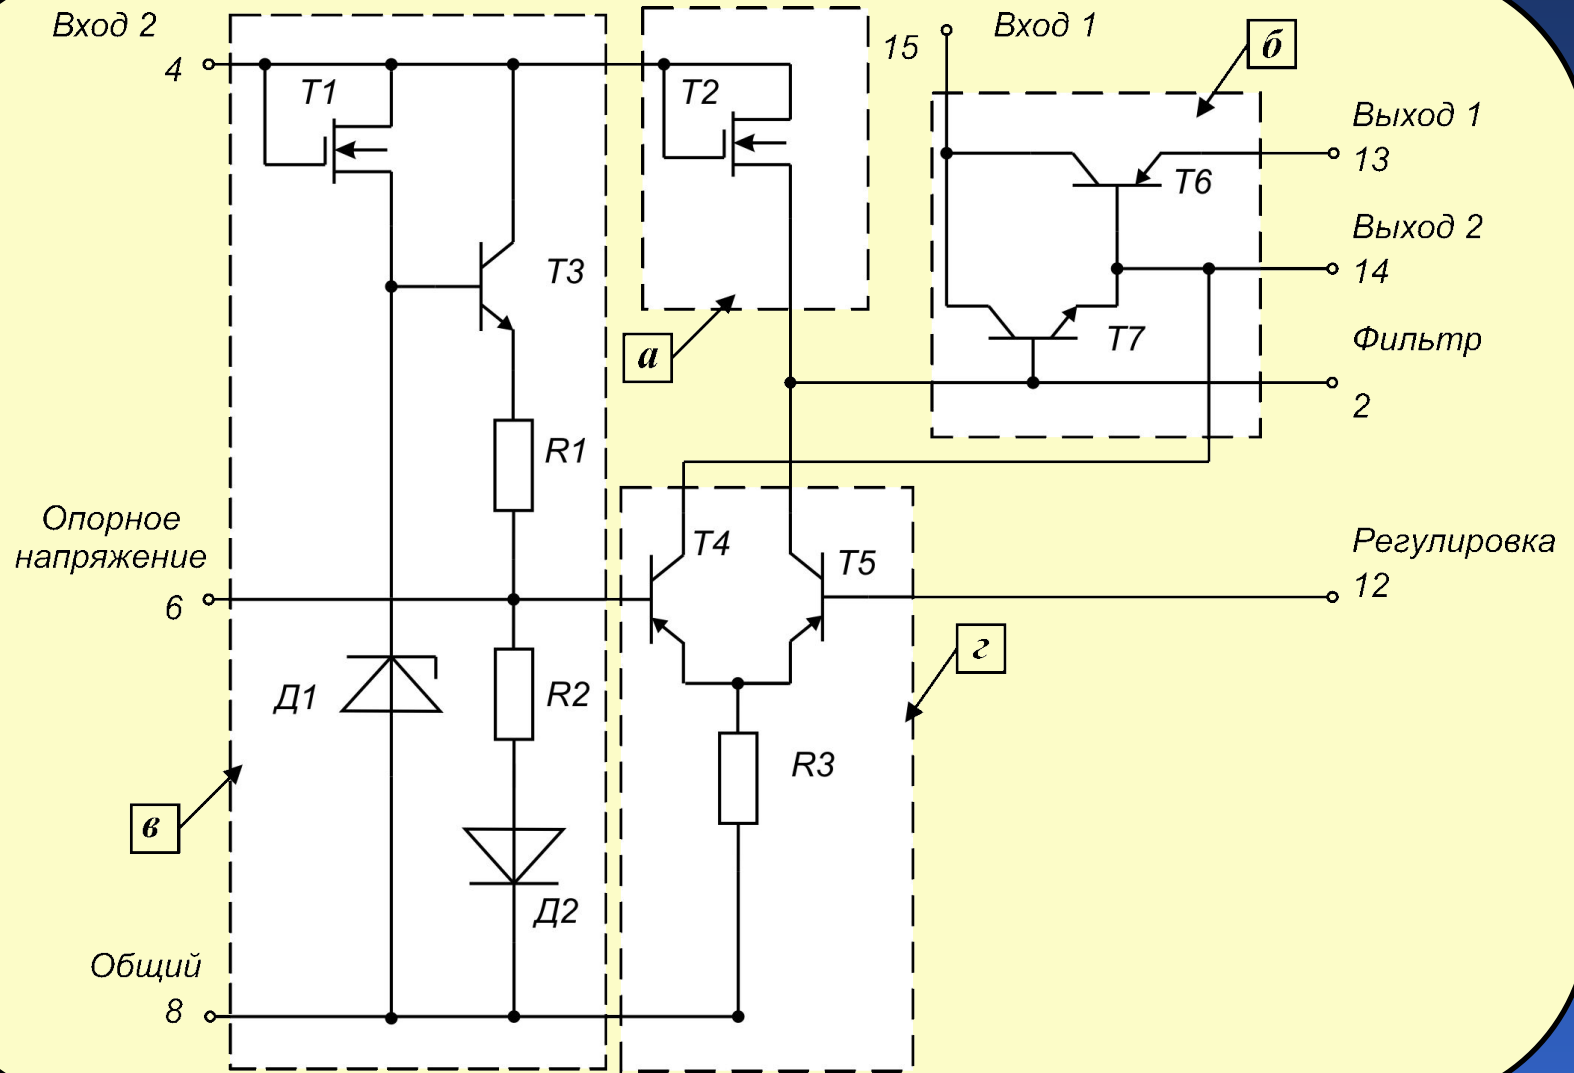 Вход 2
4
T1
T2
15
Вход 1
б
Выход 1
13
T6
Выход 2
14
T3
T7
Фильтр
2
а
R1
Опорное
напряжение
6
T4
T5
Регулировка
12
г
Д1
R2
R3
в
Д2
Общий
8